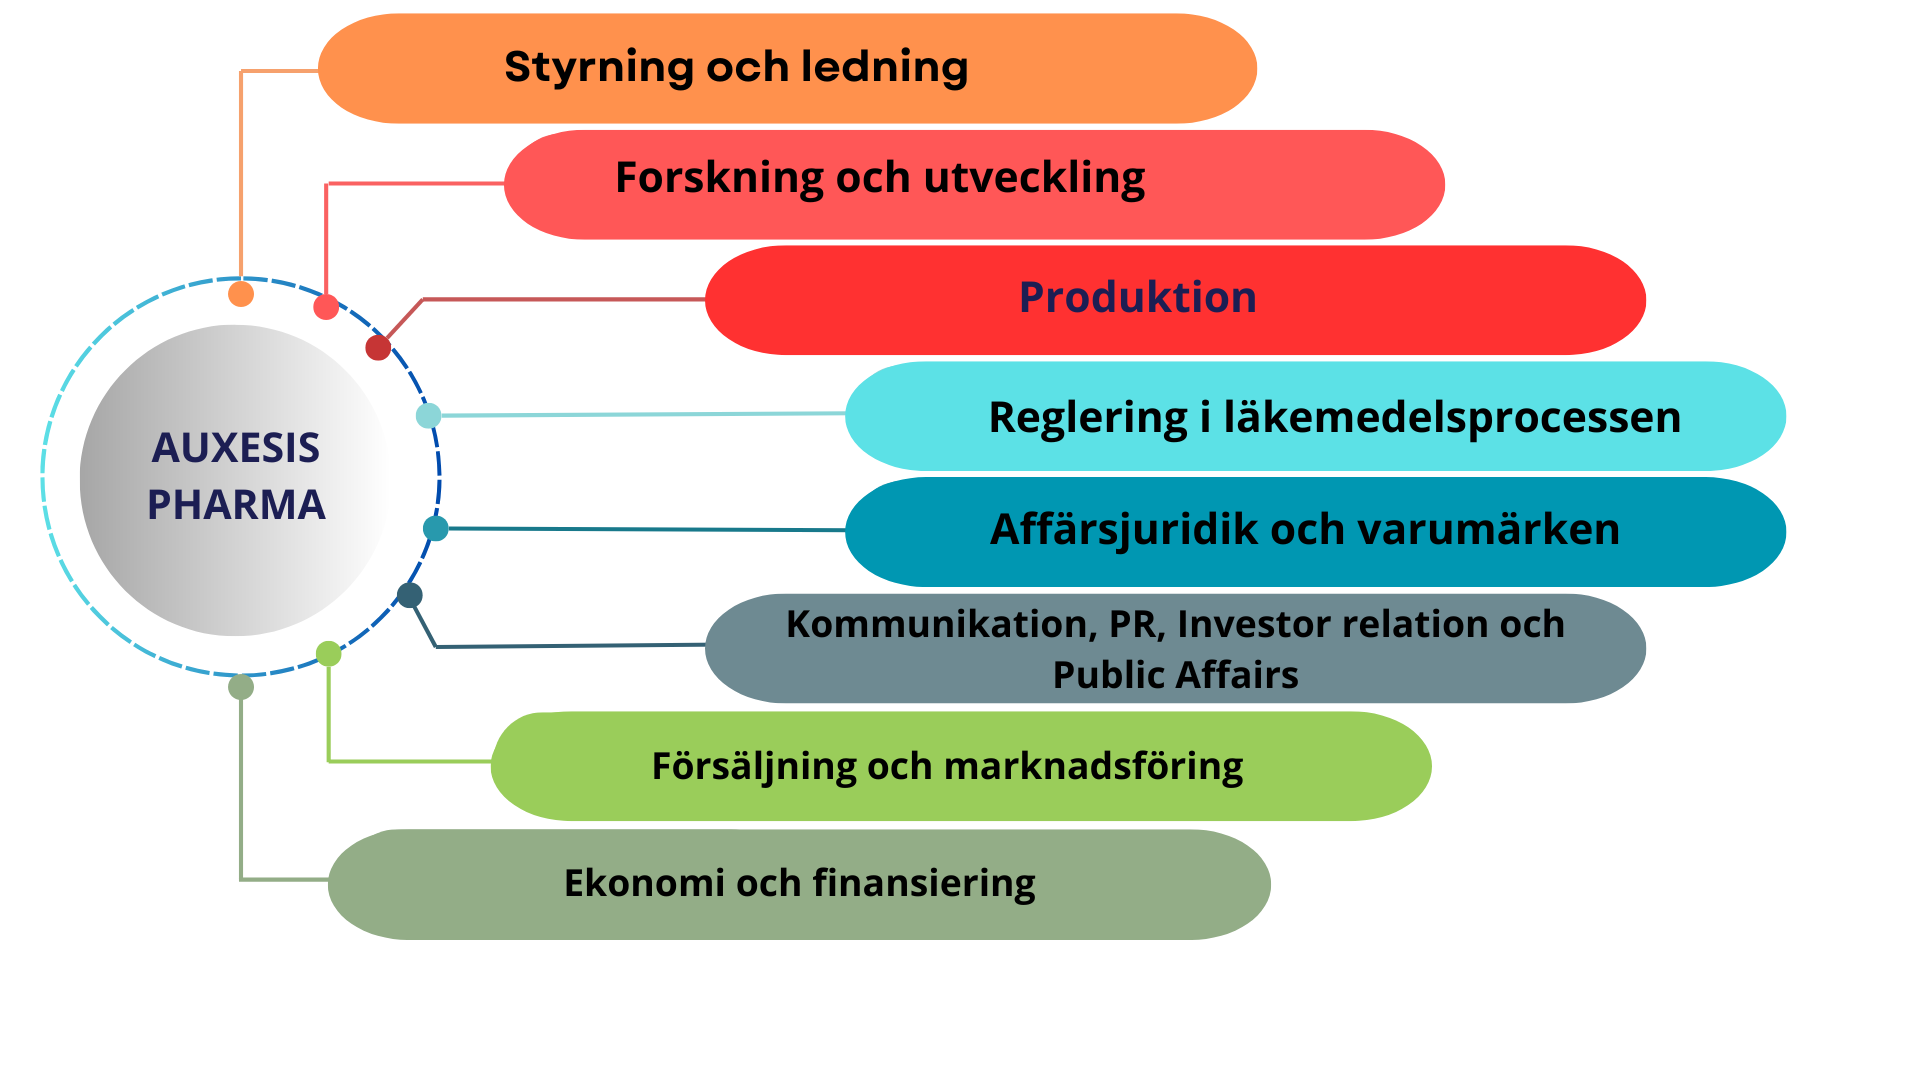 Styrning och ledning
Forskning och utveckling
Produktion
Reglering i läkemedelsprocessen
AUXESIS
PHARMA
Affärsjuridik och varumärken
Kommunikation, PR, Investor relation och
Public Affairs
Försäljning och marknadsföring
Ekonomi och finansiering